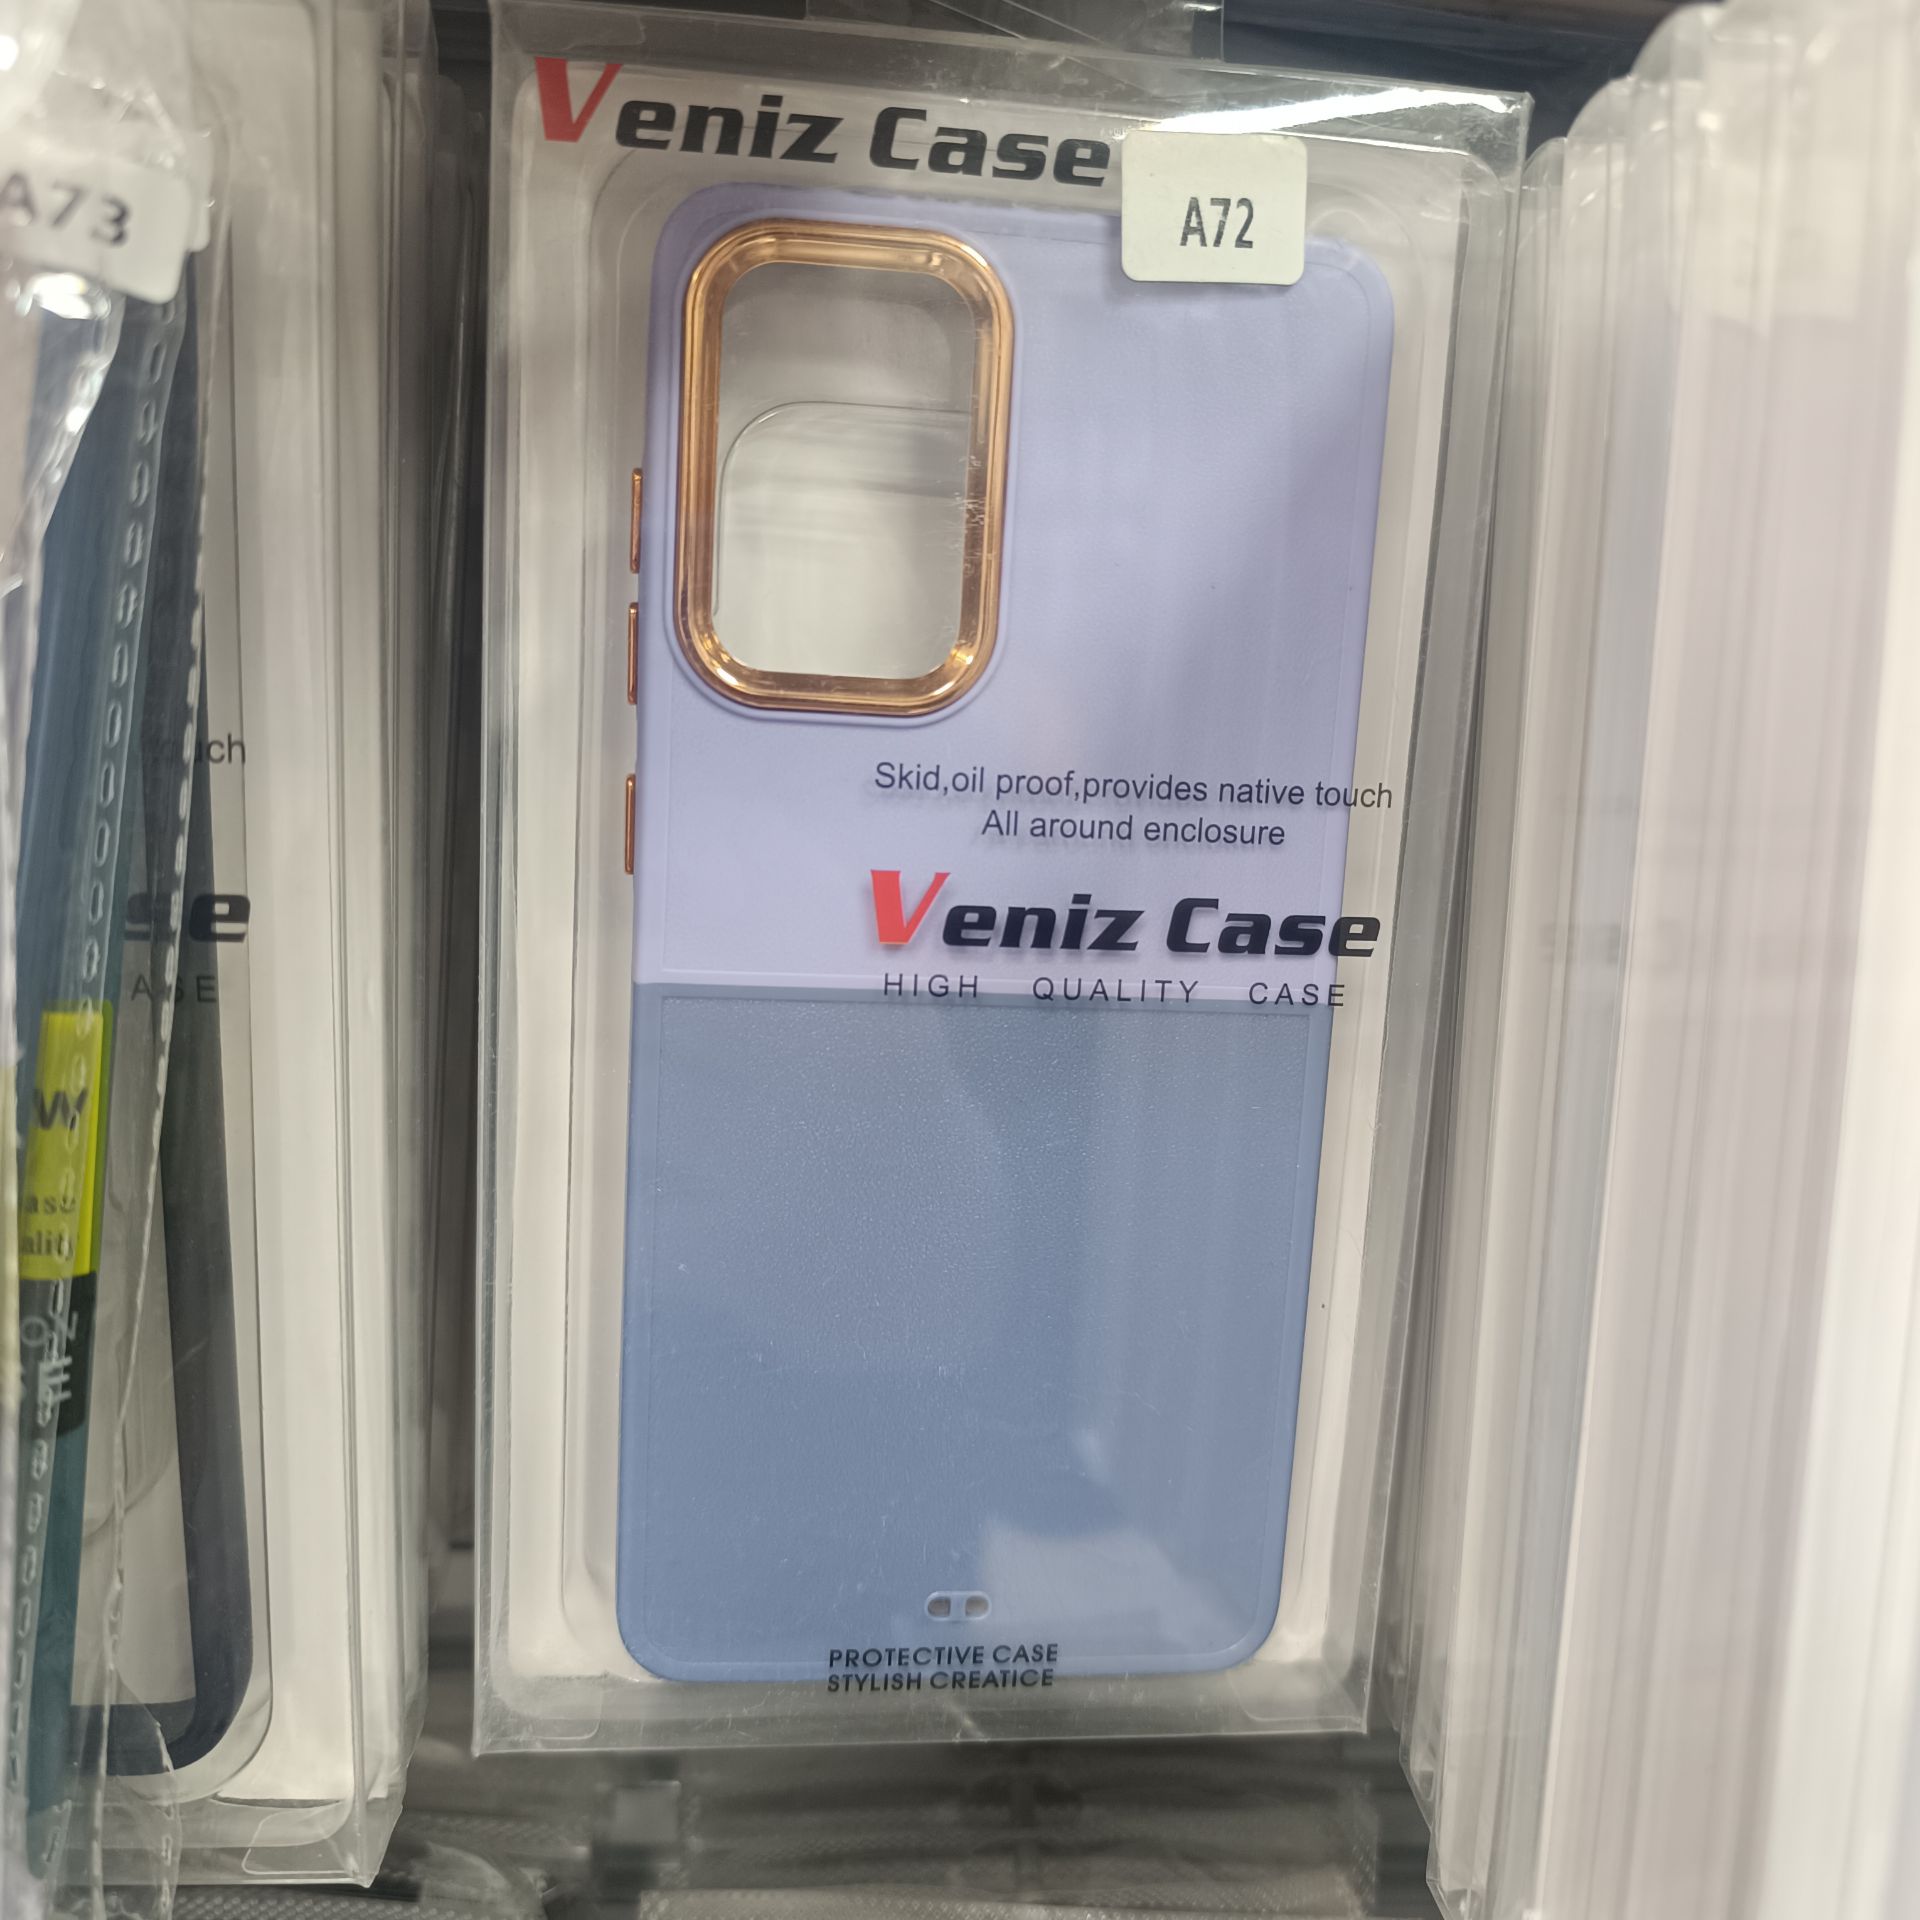 Veniz Case
A72
A73
Skid,oil proof,provides native touch
All around enclosure
Veniz Case
HIGH QUALITY CASE
PROTECTIVE CASE
STYLISH CREATICE